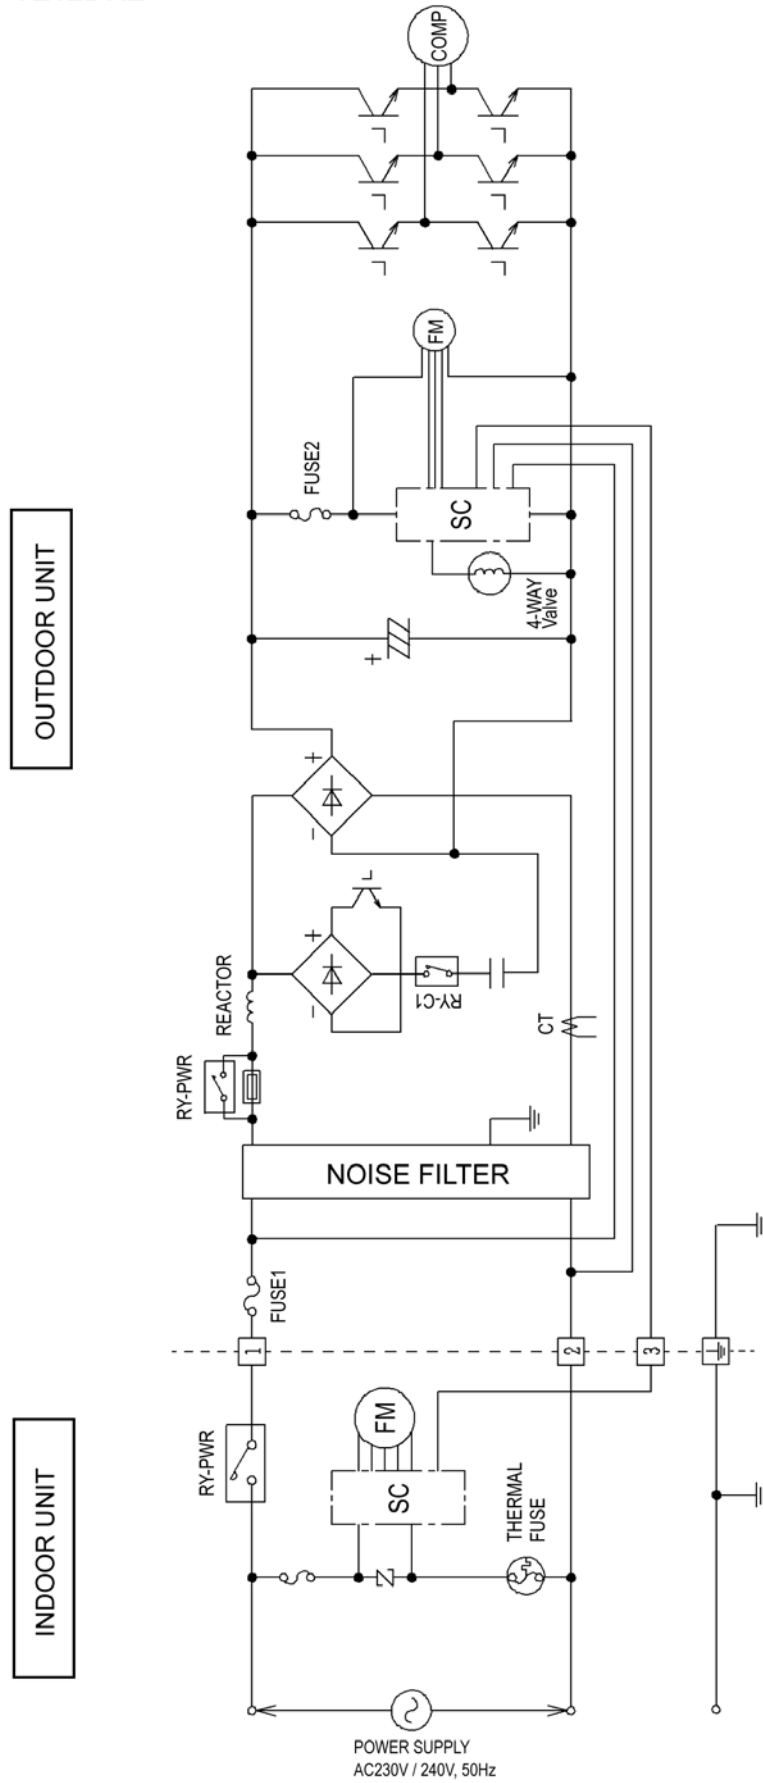 COMP
FM
FUSE2
SC
4-WAY
Valve
OUTDOOR UNIT
+
+
−
+
−
REACTOR
RY-C1
CT
RY-PWR
NOISE FILTER
FUSE1
1
2
3
INDOOR UNIT
RY-PWR
FM
SC
THERMAL
FUSE
POWER SUPPLY
AC230V / 240V, 50Hz